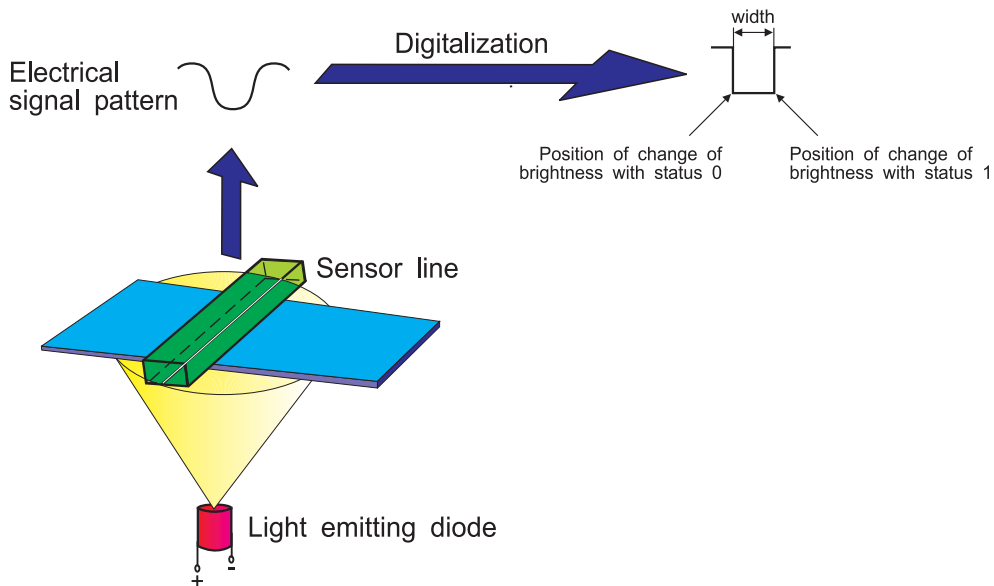 width
Digitalization
Electrical
signal pattern
Position of change of
brightness with status 0
Position of change of
brightness with status 1
Sensor line
Light emitting diode
+ -